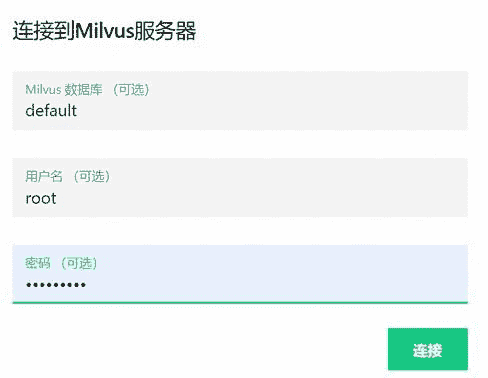 连接到Milvus服务器
Milvus 数据库 （可选）
default
用户名 （可选）
root
密码 （可选）
•••••••••
连接